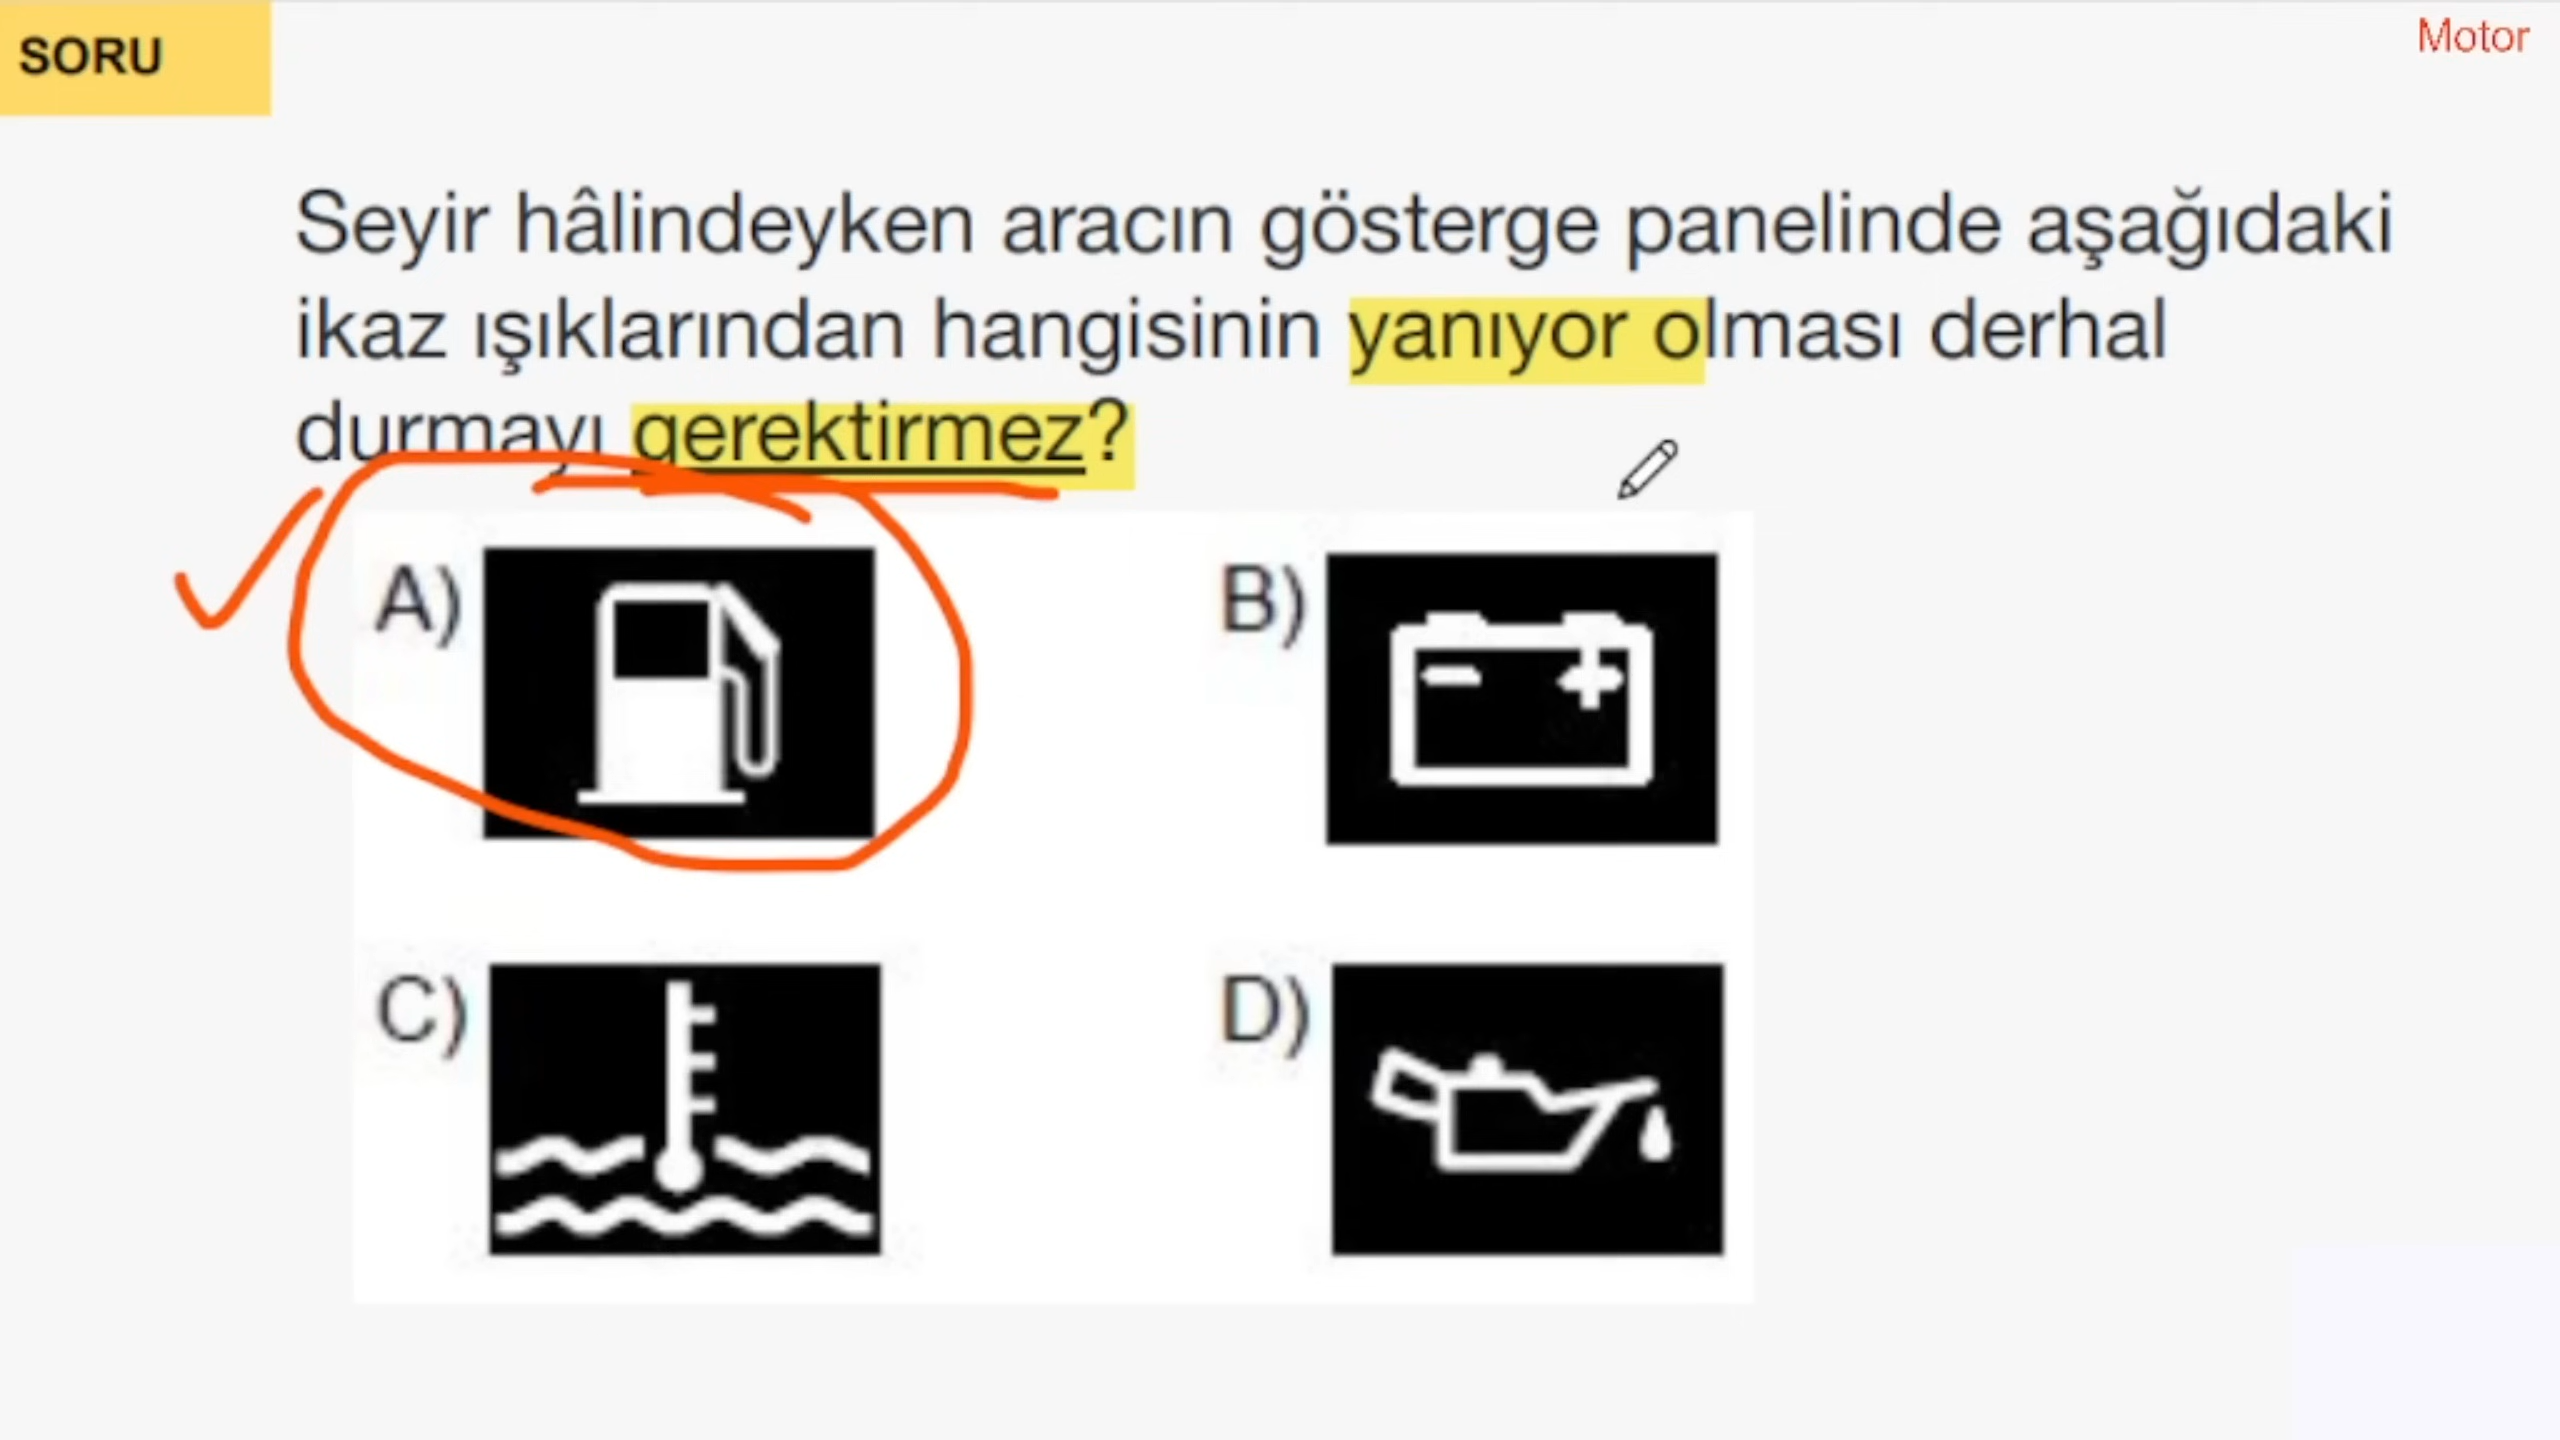 SORU
Motor
Seyir hâlindeyken aracın gösterge panelinde aşağıdaki
ikaz ışıklarından hangisinin yanıyor olması derhal
durmayı gerektirmez?
A)
B)
C)
D)